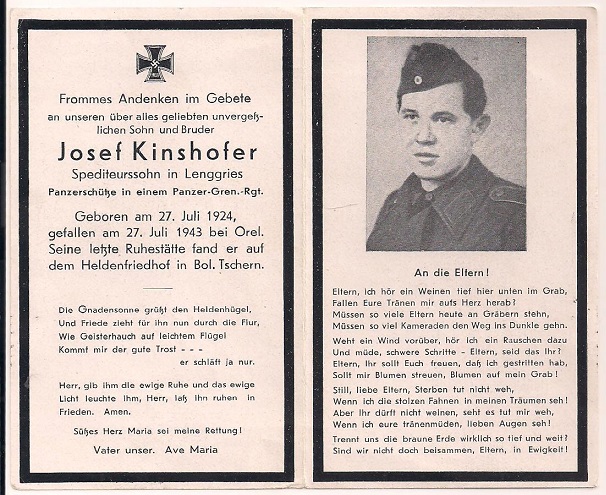 Frommes Andenken im Gebete
an unseren über alles geliebten unvergeß-
lichen Sohn und Bruder
Josef Kinshofer
Spediteurssohn in Lenggries
Panzerschütze in einem Panzer-Gren.-Rgt.
Geboren am 27. Juli 1924,
gefallen am 27. Juli 1943 bei Orel.
Seine letzte Ruhestätte fand er auf
dem Heldenfriedhof in Bol. Tschern.
Die Gnadensonne grüßt den Heldenhügel,
Und Friede zieht für ihn nun durch die Flur,
Wie Geisterhauch auf leichtem Flügel
Kommt mir der gute Trost - - -
er schläft ja nur.
Herr, gib ihm die ewige Ruhe und das ewige
Licht leuchte ihm, Herr, laß ihn ruhen in
Frieden. Amen.
Süßes Herz Maria sei meine Rettung!
Vater unser. Ave Maria
An die Eltern!
Eltern, ich hör ein Weinen tief hier unten im Grab,
Fallen Eure Tränen mir aufs Herz herab?
Müssen so viele Eltern heute an Gräbern stehn,
Müssen so viel Kameraden den Weg ins Dunkle gehn.
Weht ein Wind vorüber, hör ich ein Rauschen dazu
Und müde, schwere Schritte - Eltern, seid das Ihr?
Eltern, Ihr sollt Euch freuen, daß ich gestritten hab,
Sollt mir Blumen streuen, Blumen auf mein Grab!
Still, liebe Eltern, Sterben tut nicht weh,
Wenn ich die stolzen Fahnen in meinen Träumen seh!
Aber Ihr dürft nicht weinen, seht es tut mir weh,
Wenn ich eure tränenmüden, lieben Augen seh!
Trennt uns die braune Erde wirklich so tief und weit?
Sind wir nicht doch beisammen, Eltern, in Ewigkeit!